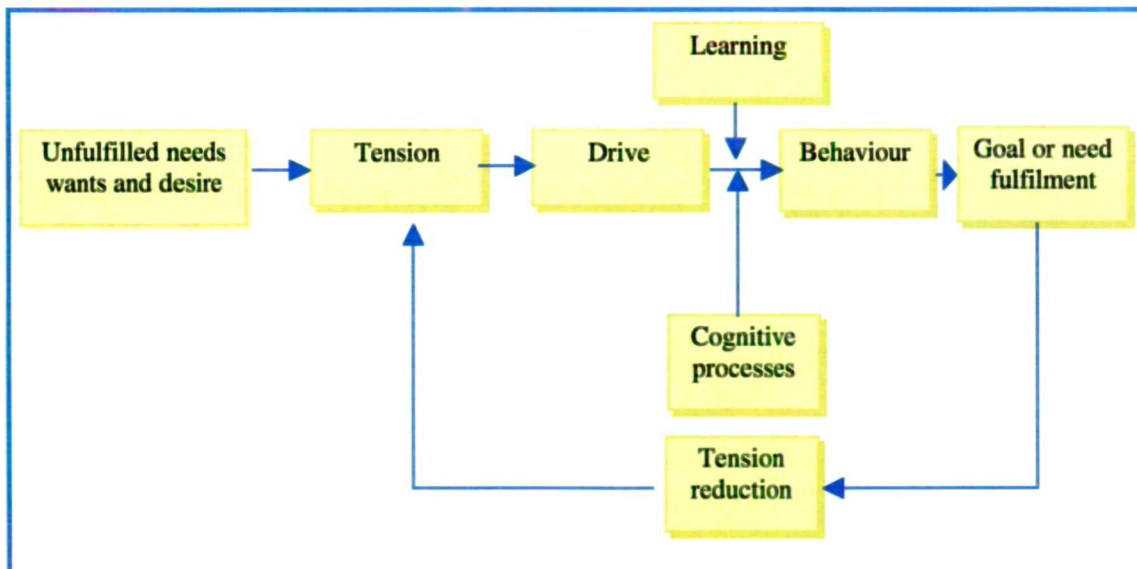 Learning
Unfulfilled needs
wants and desire
Tension
Drive
Behaviour
Goal or need
fulfilment
Cognitive
processes
Tension
reduction